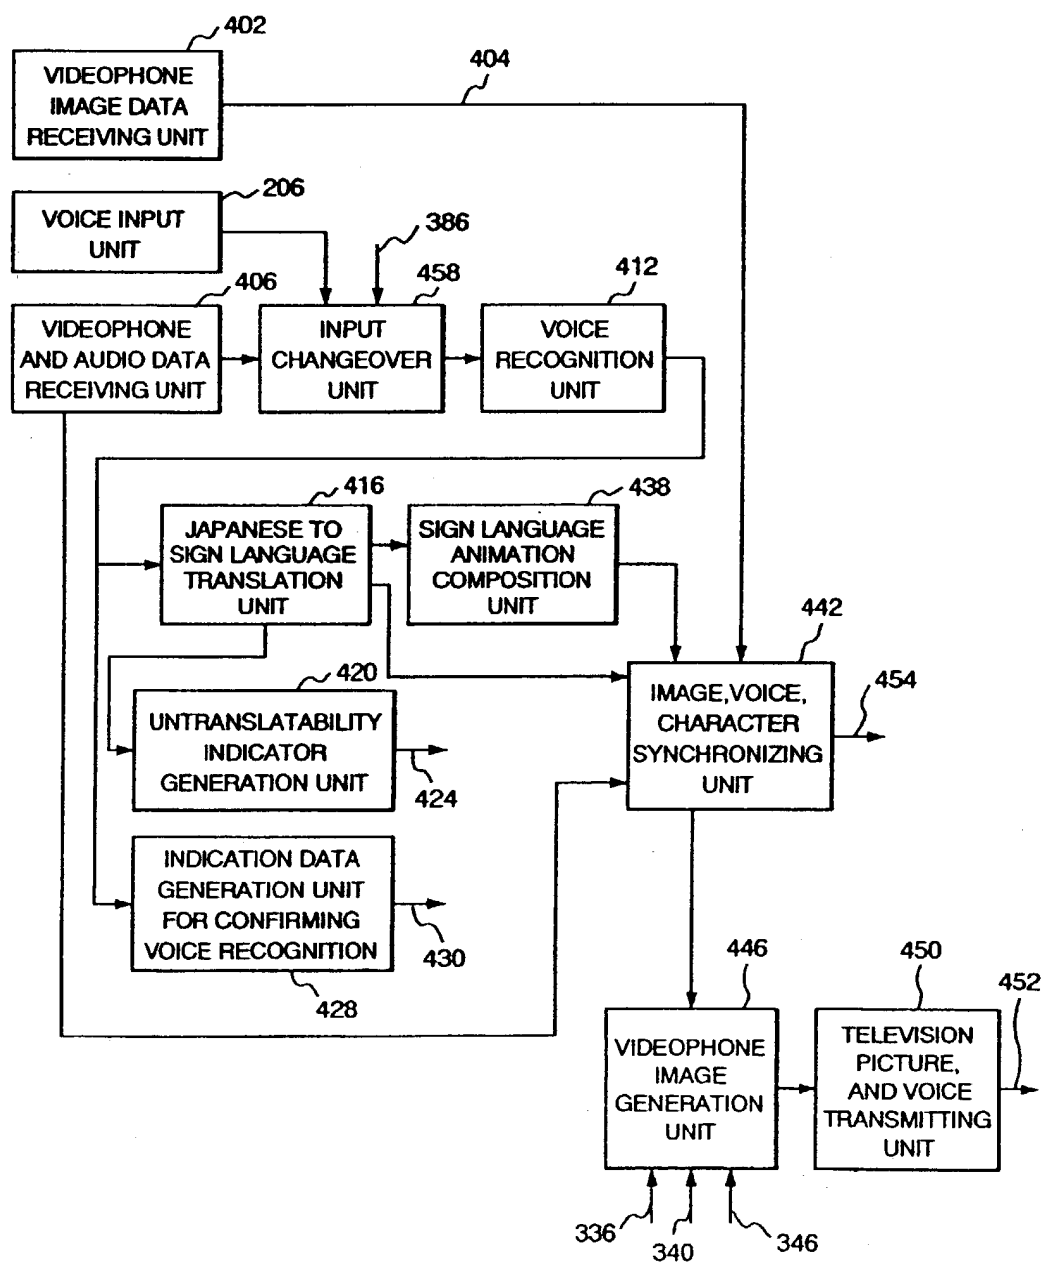 402
VIDEOPHONE
IMAGE DATA
RECEIVING UNIT
404
206
VOICE INPUT
UNIT
386
406
VIDEOPHONE
AND AUDIO DATA
RECEIVING UNIT
458
INPUT
CHANGEOVER
UNIT
412
VOICE
RECOGNITION
UNIT
416
JAPANESE TO
SIGN LANGUAGE
TRANSLATION
UNIT
438
SIGN LANGUAGE
ANIMATION
COMPOSITION
UNIT
442
IMAGE, VOICE,
CHARACTER
SYNCHRONIZING
UNIT
454
420
UNTRANSLATABILITY
INDICATOR
GENERATION UNIT
424
INDICATION DATA
GENERATION UNIT
FOR CONFIRMING
VOICE RECOGNITION
430
428
446
VIDEOPHONE
IMAGE
GENERATION
UNIT
450
TELEVISION
PICTURE,
AND VOICE
TRANSMITTING
UNIT
452
336
340
346